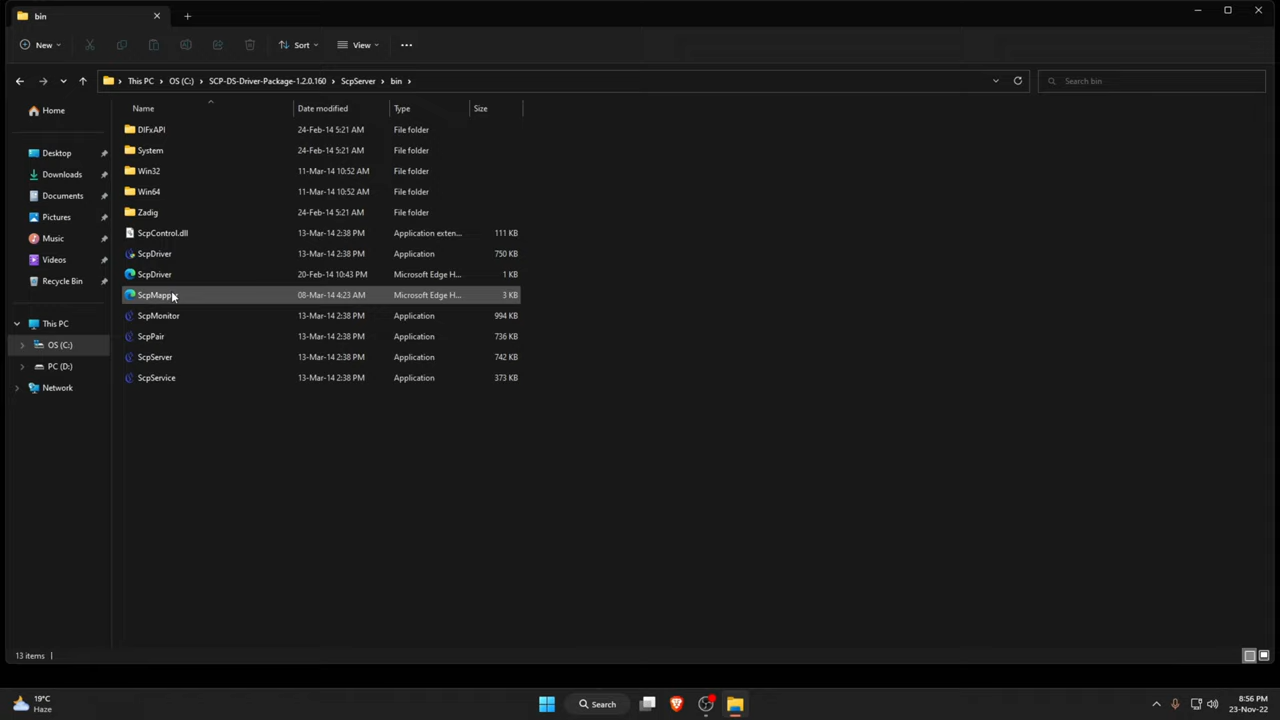 bin
New Sort View
This PC OS (C:) SCP-DS-Driver-Package-1.2.0.160 ScpServer bin Search bin
Name Date modified Type Size
Home
Desktop
Downloads
Documents
Pictures
Music
Videos
Recycle Bin
This PC
OS (C:)
PC (D:)
Network
DIFxAPI 24-Feb-14 5:21 AM File folder
System 24-Feb-14 5:21 AM File folder
Win32 11-Mar-14 10:52 AM File folder
Win64 11-Mar-14 10:52 AM File folder
Zadig 24-Feb-14 5:21 AM File folder
ScpControl.dll 13-Mar-14 2:38 PM Application exten... 111 KB
ScpDriver 13-Mar-14 2:38 PM Application 750 KB
ScpDriver 20-Feb-14 10:43 PM Microsoft Edge H... 1 KB
ScpMapp 08-Mar-14 4:23 AM Microsoft Edge H... 3 KB
ScpMonitor 13-Mar-14 2:38 PM Application 994 KB
ScpPair 13-Mar-14 2:38 PM Application 736 KB
ScpServer 13-Mar-14 2:38 PM Application 742 KB
ScpService 13-Mar-14 2:38 PM Application 373 KB
13 items
19°C
Haze
Search
8:56 PM
23-Nov-22